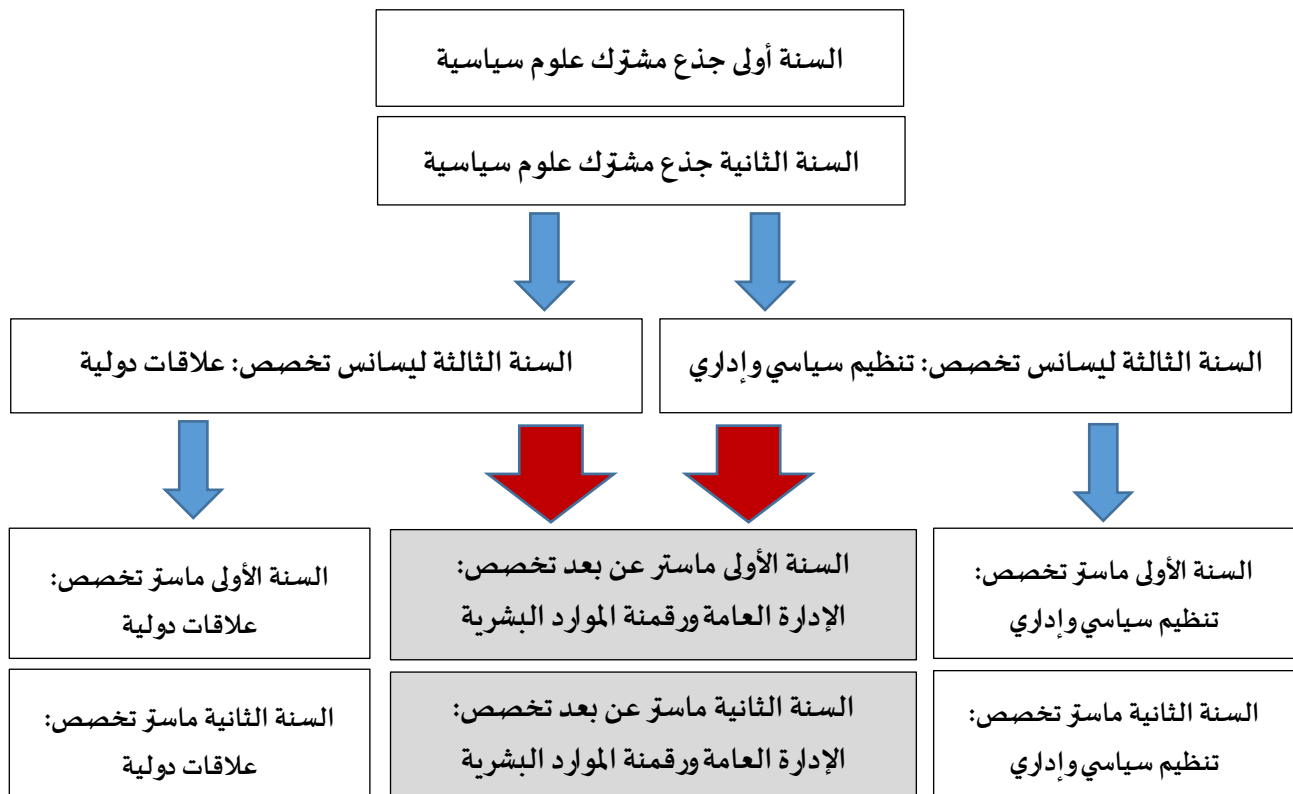 السنة أولى جذع مشترك علوم سياسية
السنة الثانية جذع مشترك علوم سياسية
السنة الثالثة ليسانس تخصص: تنظيم سياسي وإداري
السنة الثالثة ليسانس تخصص: علاقات دولية
السنة الأولى ماستر تخصص:
تنظيم سياسي وإداري
السنة الأولى ماستر عن بعد تخصص:
الإدارة العامة ورقمنة الموارد البشرية
السنة الأولى ماستر تخصص:
علاقات دولية
السنة الثانية ماستر تخصص:
تنظيم سياسي وإداري
السنة الثانية ماستر عن بعد تخصص:
الإدارة العامة ورقمنة الموارد البشرية
السنة الثانية ماستر تخصص:
علاقات دولية